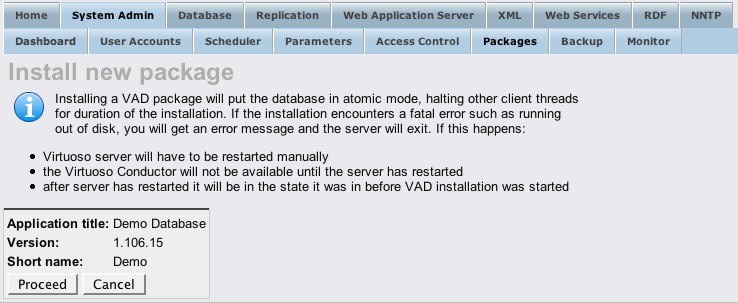 Home System Admin Database Replication Web Application Server XML Web Services RDF NNTP
Dashboard User Accounts Scheduler Parameters Access Control Packages Backup Monitor
Install new package
Installing a VAD package will put the database in atomic mode, halting other client threads
for duration of the installation. If the installation encounters a fatal error such as running
out of disk, you will get an error message and the server will exit. If this happens:
Virtuoso server will have to be restarted manually
the Virtuoso Conductor will not be available until the server has restarted
after server has restarted it will be in the state it was in before VAD installation was started
Application title: Demo Database
Version: 1.106.15
Short name: Demo
Proceed Cancel